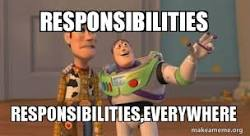 RESPONSIBILITIES
RESPONSIBILITIES,EVERYWHERE
makeameme.org